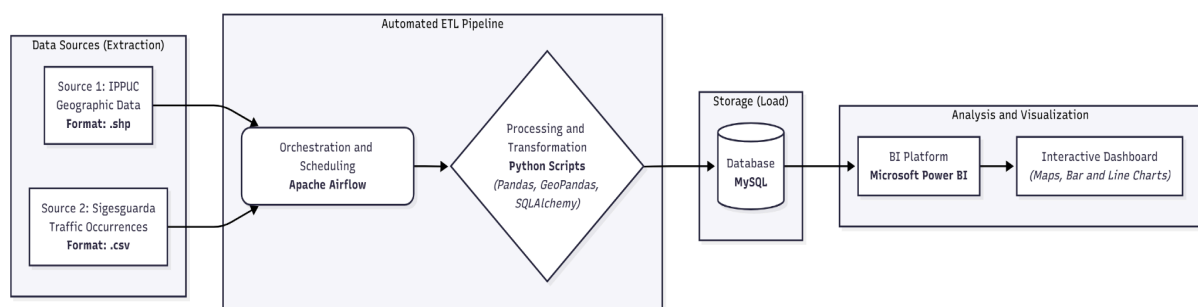 Data Sources (Extraction)
Source 1: IPPUC
Geographic Data
Format: .shp
Source 2: Sigesguarda
Traffic Occurrences
Format: .csv
Automated ETL Pipeline
Orchestration and
Scheduling
Apache Airflow
Processing and
Transformation
Python Scripts
(Pandas, GeoPandas,
SQLAlchemy)
Storage (Load)
Database
MySQL
Analysis and Visualization
BI Platform
Microsoft Power BI
Interactive Dashboard
(Maps, Bar and Line Charts)